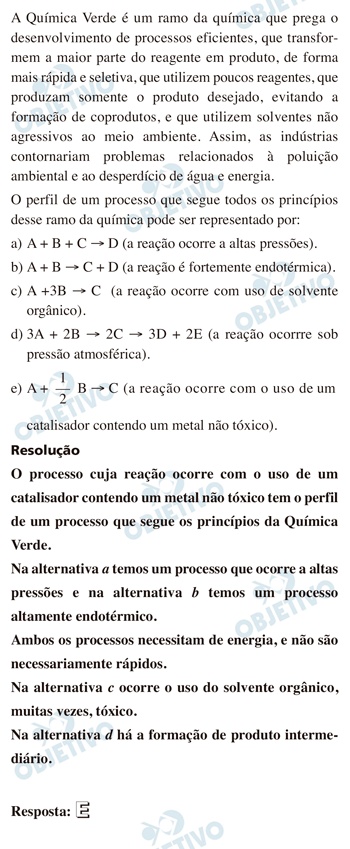 A Química Verde é um ramo da química que prega o
desenvolvimento de processos eficientes, que transfor-
mem a maior parte do reagente em produto, de forma
mais rápida e seletiva, que utilizem poucos reagentes, que
produzam somente o produto desejado, evitando a
formação de coprodutos, e que utilizem solventes não
agressivos ao meio ambiente. Assim, as indústrias
contornariam problemas relacionados à poluição
ambiental e ao desperdício de água e energia.
O perfil de um processo que segue todos os princípios
desse ramo da química pode ser representado por:
a) A + B + C → D (a reação ocorre a altas pressões).
b) A + B → C + D (a reação é fortemente endotérmica).
c) A +3B → C (a reação ocorre com uso de solvente
orgânico).
d) 3A + 2B → 2C → 3D + 2E (a reação ocorrre sob
pressão atmosférica).
e) A + 1/2 B → C (a reação ocorre com o uso de um
catalisador contendo um metal não tóxico).
Resolução
O processo cuja reação ocorre com o uso de um
catalisador contendo um metal não tóxico tem o perfil
de um processo que segue os princípios da Química
Verde.
Na alternativa a temos um processo que ocorre a altas
pressões e na alternativa b temos um processo
altamente endotérmico.
Ambos os processos necessitam de energia, e não são
necessariamente rápidos.
Na alternativa c ocorre o uso do solvente orgânico,
muitas vezes, tóxico.
Na alternativa d há a formação de produto interme-
diário.
Resposta: E